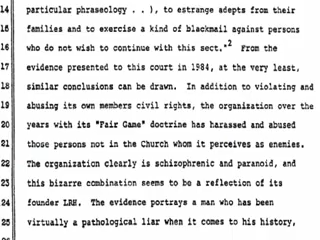 14 particular phraseology . . ), to estrange adepts from their
15 families and to exercise a kind of blackmail against persons
16 who do not wish to continue with this sect."2 From the
17 evidence presented to this court in 1984, at the very least,
18 similar conclusions can be drawn. In addition to violating and
19 abusing its own members civil rights, the organization over the
20 years with its "Fair Game" doctrine has harassed and abused
21 those persons not in the Church whom it perceives as enemies.
22 The organization clearly is schizophrenic and paranoid, and
23 this bizarre combination seems to be a reflection of its
24 founder LRH. The evidence portrays a man who has been
25 virtually a pathological liar when it comes to his history,